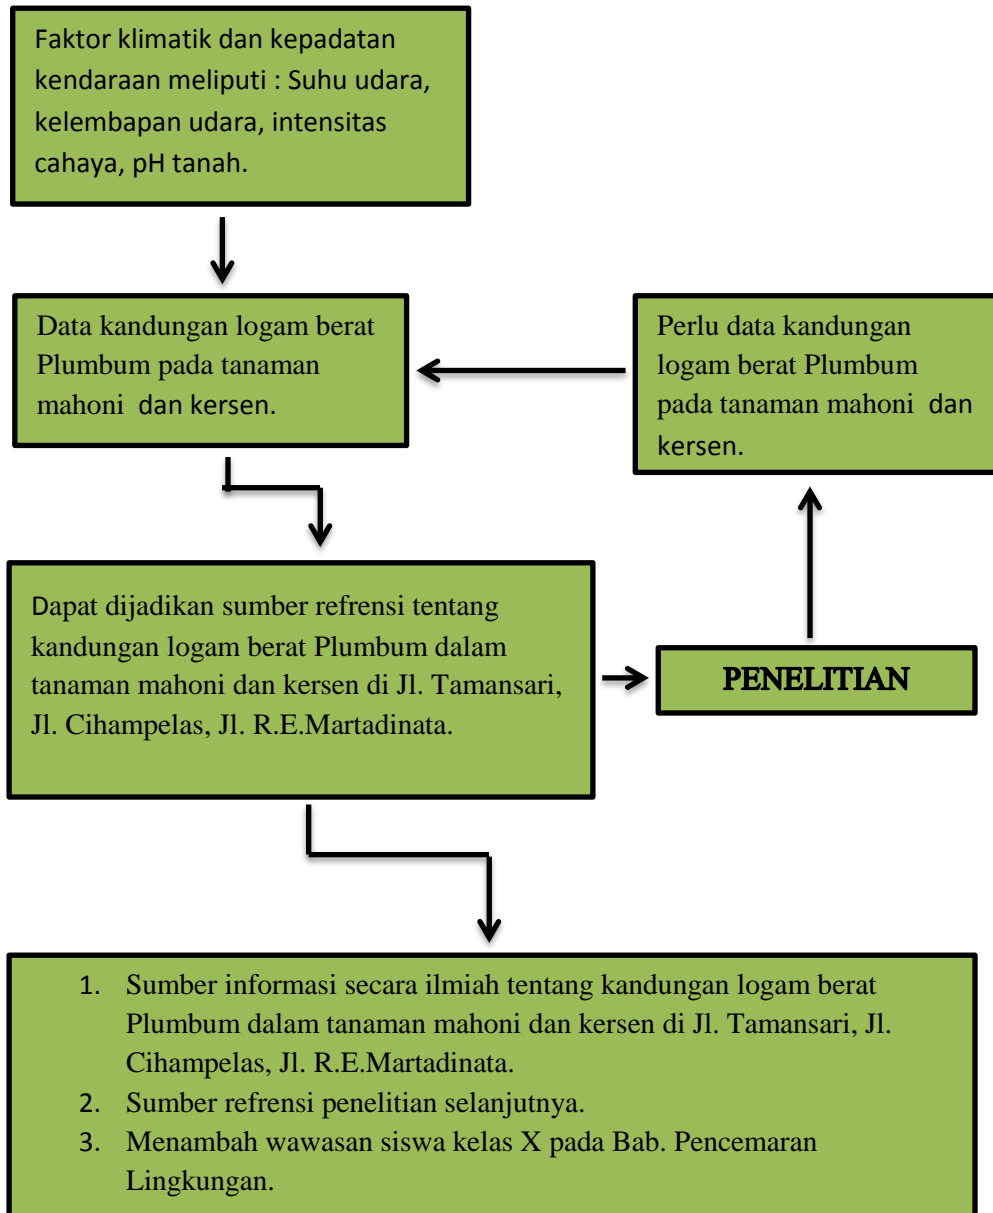 Faktor klimatik dan kepadatan
kendaraan meliputi : Suhu udara,
kelembapan udara, intensitas
cahaya, pH tanah.
Data kandungan logam berat
Plumbum pada tanaman
mahoni dan kersen.
Perlu data kandungan
logam berat Plumbum
pada tanaman mahoni dan
kersen.
Dapat dijadikan sumber refrensi tentang
kandungan logam berat Plumbum dalam
tanaman mahoni dan kersen di Jl. Tamansari,
Jl. Cihampelas, Jl. R.E.Martadinata.
PENELITIAN
1. Sumber informasi secara ilmiah tentang kandungan logam berat
Plumbum dalam tanaman mahoni dan kersen di Jl. Tamansari, Jl.
Cihampelas, Jl. R.E.Martadinata.
2. Sumber refrensi penelitian selanjutnya.
3. Menambah wawasan siswa kelas X pada Bab. Pencemaran
Lingkungan.